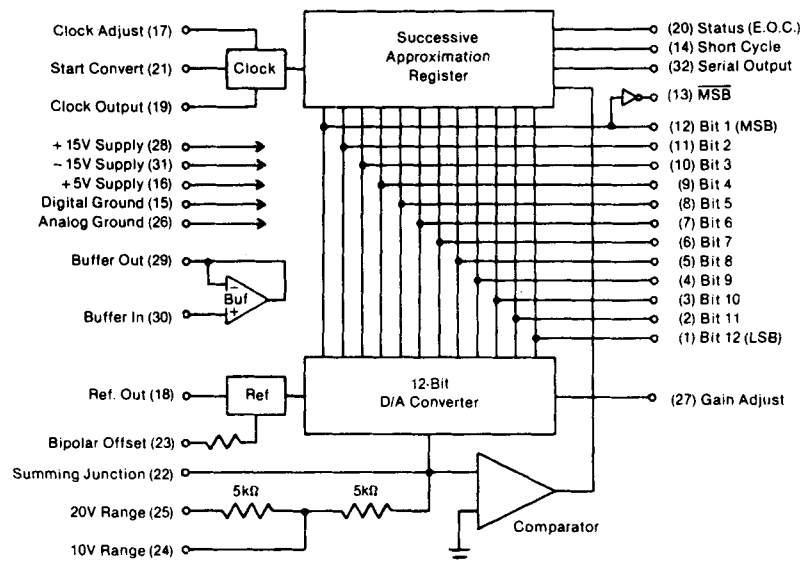 Clock Adjust (17)
Start Convert (21)
Clock Output (19)
Clock
Successive
Approximation
Register
(20) Status (E.O.C.)
(14) Short Cycle
(32) Serial Output
(13) MSB
(12) Bit 1 (MSB)
(11) Bit 2
(10) Bit 3
(9) Bit 4
(8) Bit 5
(7) Bit 6
(6) Bit 7
(5) Bit 8
(4) Bit 9
(3) Bit 10
(2) Bit 11
(1) Bit 12 (LSB)
+ 15V Supply (28)
− 15V Supply (31)
+5V Supply (16)
Digital Ground (15)
Analog Ground (26)
Buffer Out (29)
Buffer In (30)
−
Buf
+
Ref. Out (18)
Ref
12-Bit
D/A Converter
(27) Gain Adjust
Bipolar Offset (23)
Summing Junction (22)
5kΩ
5kΩ
20V Range (25)
10V Range (24)
Comparator